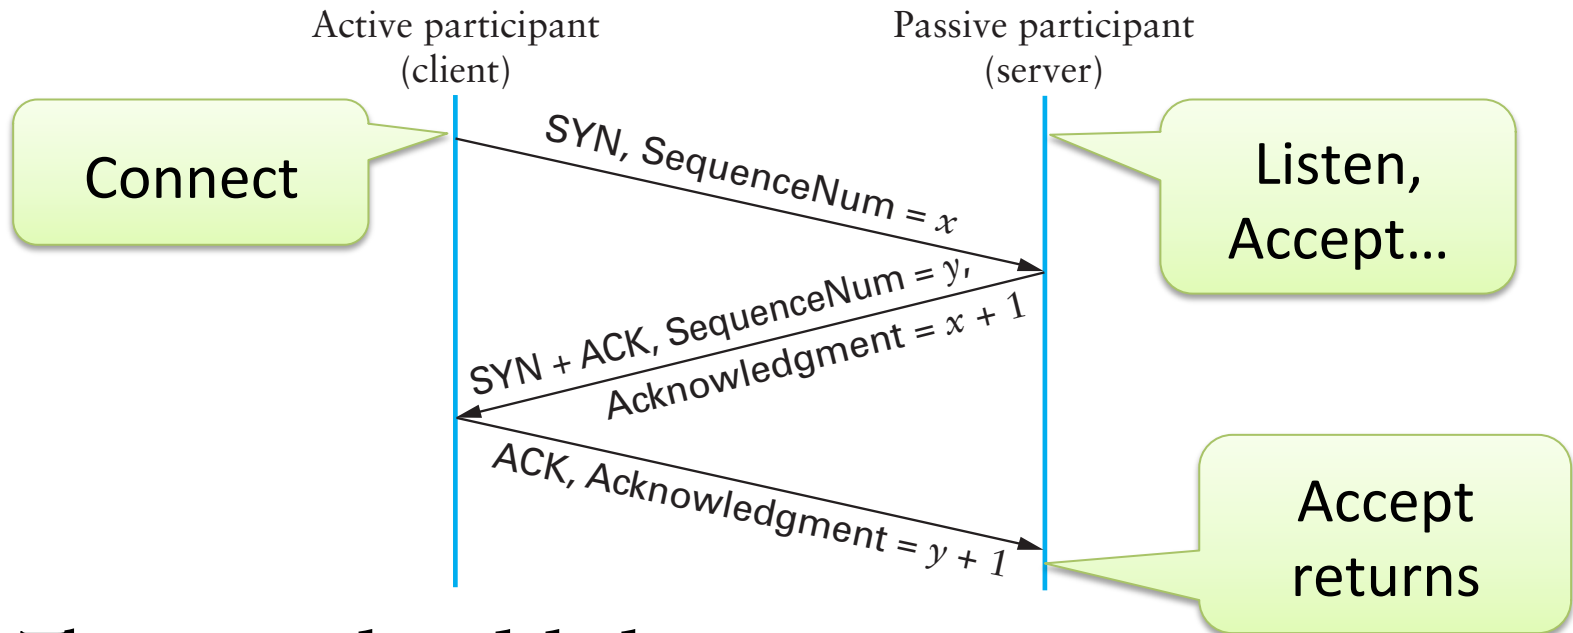 Active participant
(client)
Passive participant
(server)
Connect
SYN, SequenceNum = x
Listen,
Accept…
SYN + ACK, SequenceNum = y,
Acknowledgment = x + 1
ACK, Acknowledgment = y + 1
Accept
returns